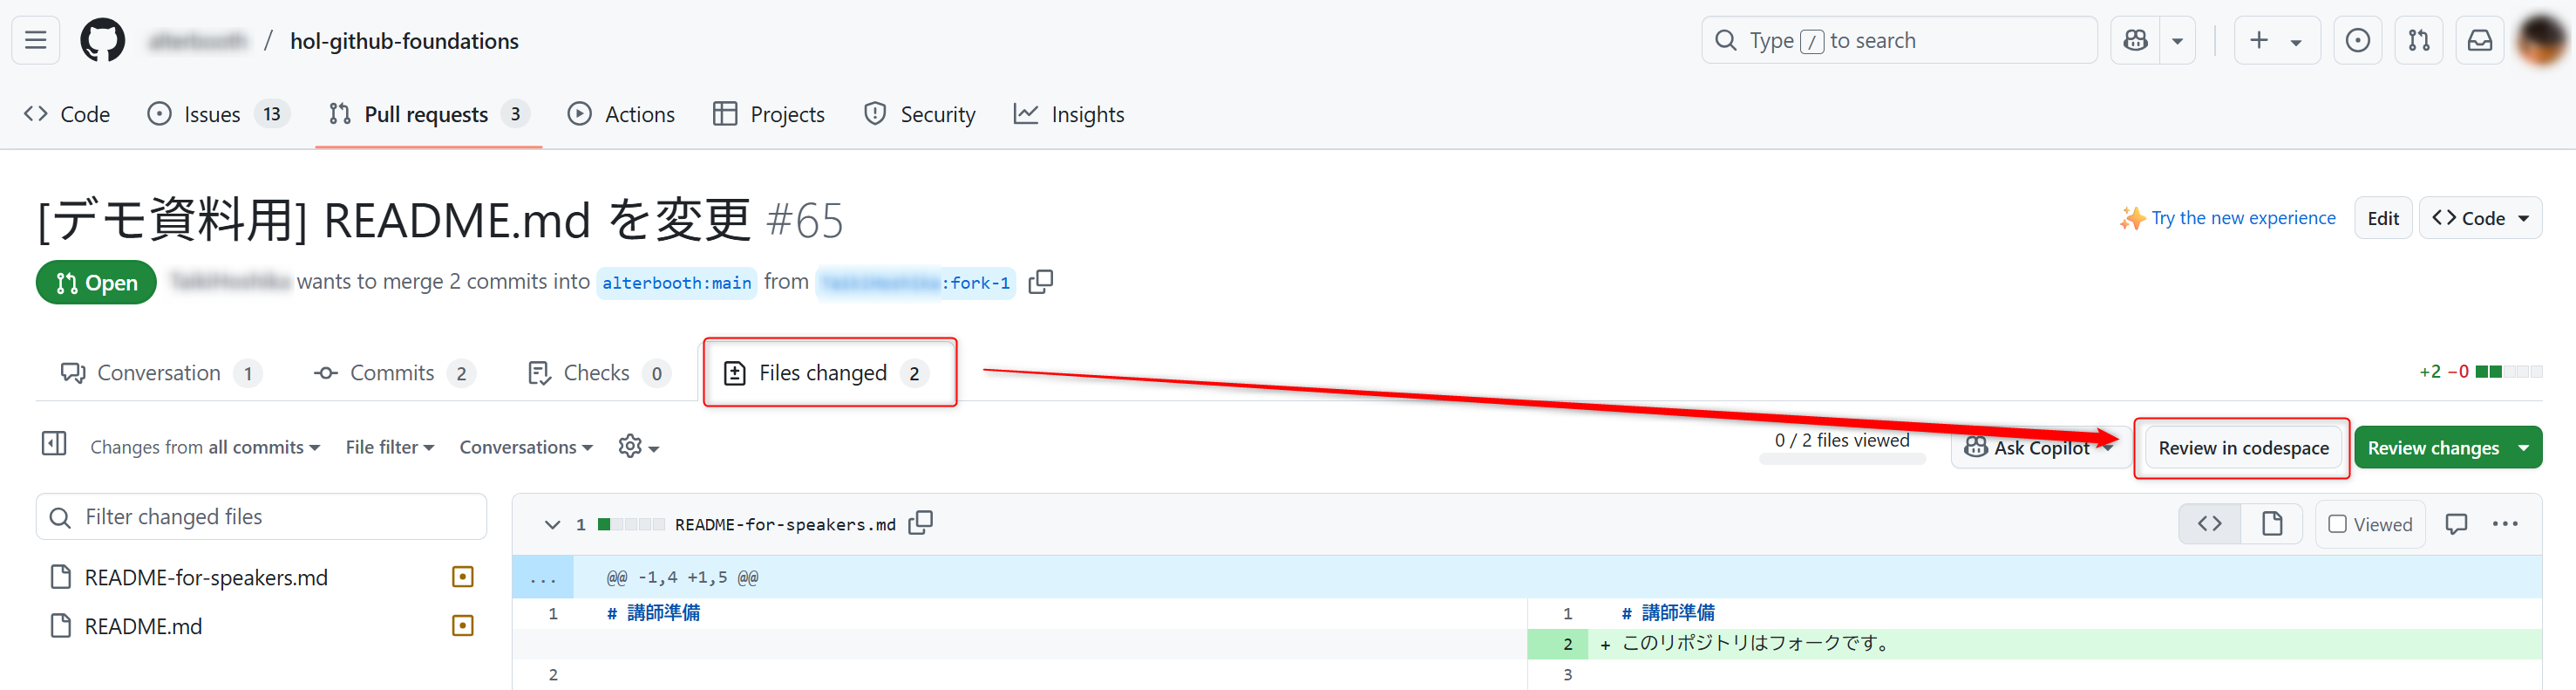 / hol-github-foundations
Type / to search
Code Issues 13 Pull requests 3 Actions Projects Security Insights
[デモ資料用] README.md を変更 #65
Try the new experience Edit Code
Open wants to merge 2 commits into alterbooth:main from :fork-1
Conversation 1 Commits 2 Checks 0 Files changed 2
+2 −0
Changes from all commits File filter Conversations
0 / 2 files viewed Ask Copilot Review in codespace Review changes
Filter changed files
README-for-speakers.md
README.md
1 README-for-speakers.md Viewed
... @@ -1,4 +1,5 @@
1 # 講師準備 1 # 講師準備
2 + このリポジトリはフォークです。
2 3